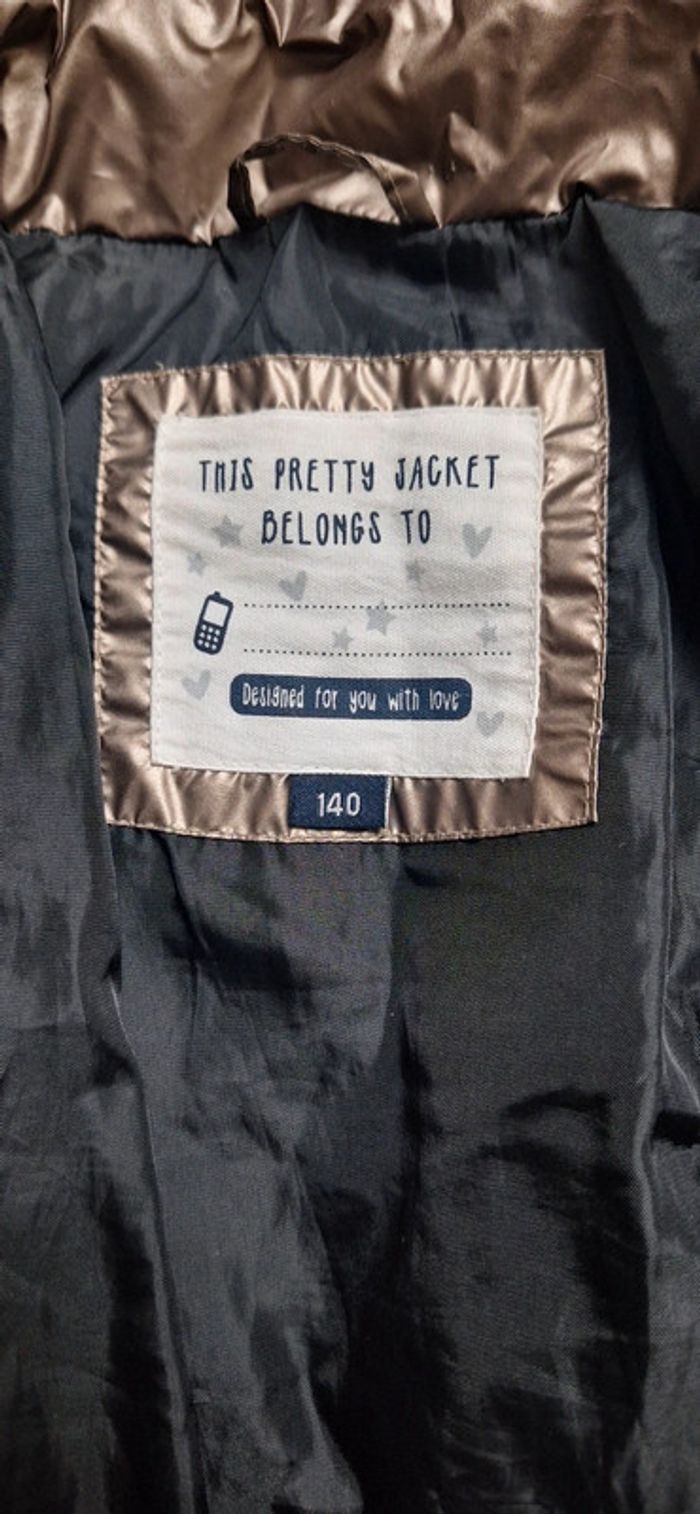 THIS PRETTY JACKET
BELONGS TO
Designed for you with love
140